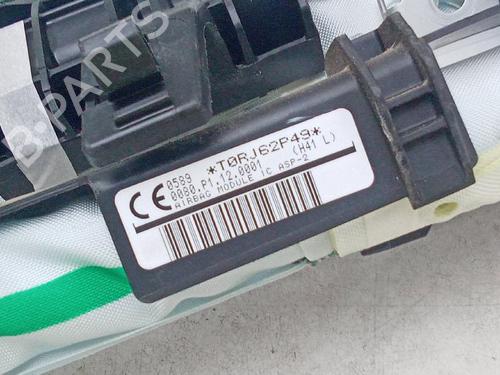 B-PARTS
*T0RJ62P49*
CE 0589 (H41 L)
0080.P1.12.0001
AIRBAG MODULE IC ASP-2